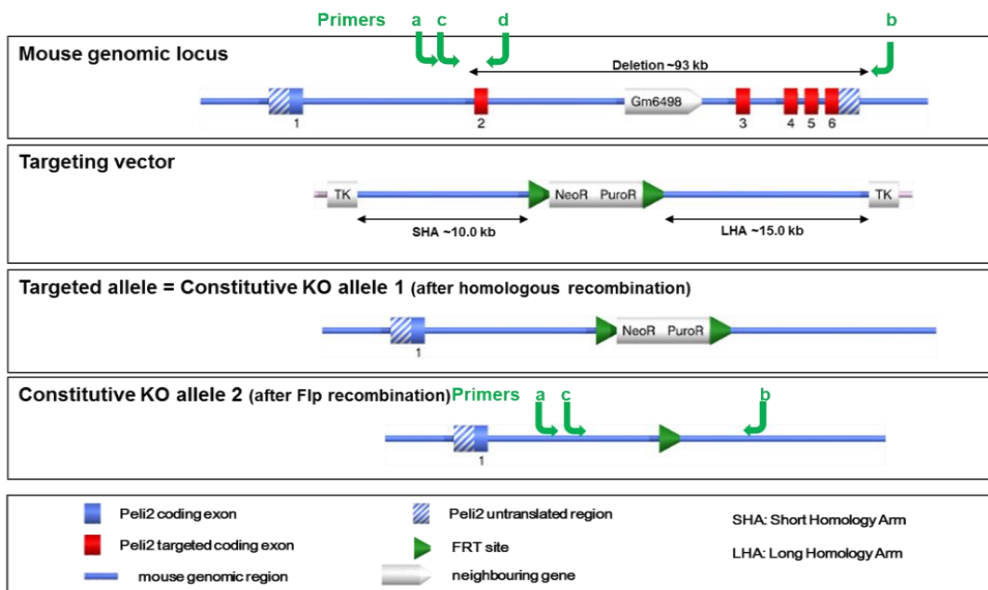 Primers a c d b
Mouse genomic locus
Deletion ~93 kb
Gm6498
1 2 3 4 5 6
Targeting vector
TK NeoR PuroR TK
SHA ~10.0 kb LHA ~15.0 kb
Targeted allele = Constitutive KO allele 1 (after homologous recombination)
NeoR PuroR
1
Constitutive KO allele 2 (after Flp recombination) Primers a c b
1
Peli2 coding exon Peli2 untranslated region SHA: Short Homology Arm
Peli2 targeted coding exon FRT site LHA: Long Homology Arm
mouse genomic region neighbouring gene